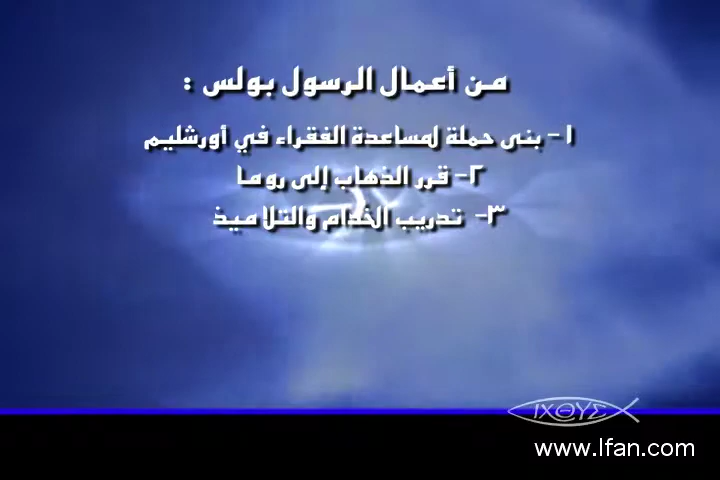 من أعمال الرسول بولس :
١- بنى حملة لمساعدة الفقراء في أورشليم
٢- قرر الذهاب إلى روما
٣- تدريب الخدام والتلاميذ
ΙΧΘΥΣ
www.lfan.com